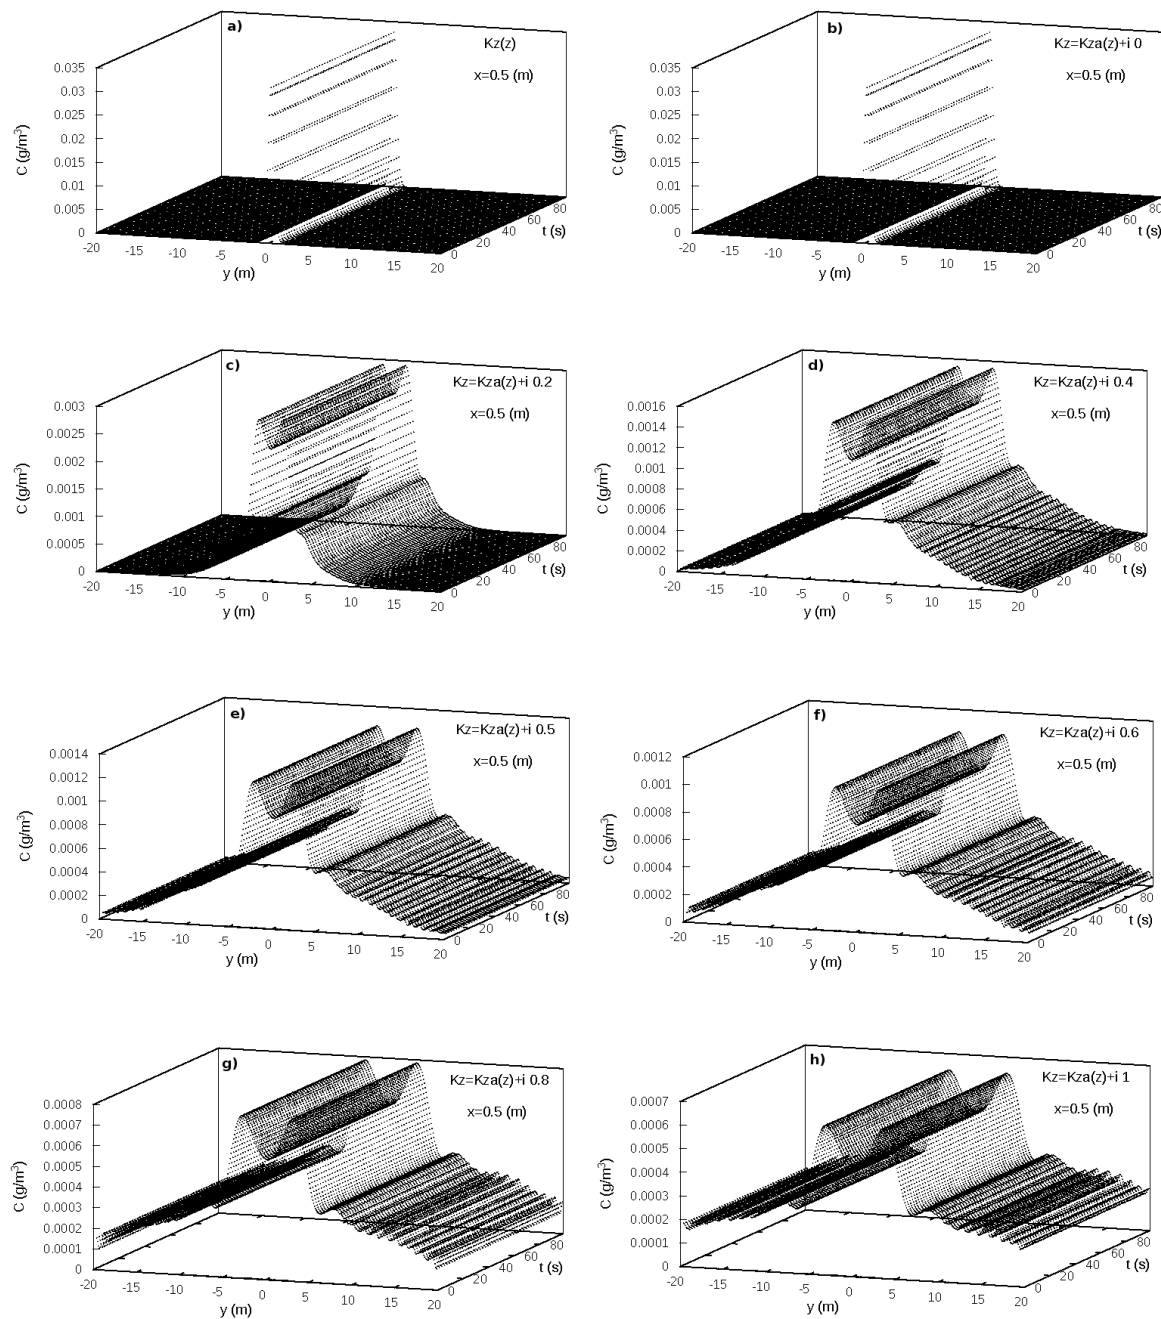 a)
Kz(z)
x=0.5 (m)
C (g/m³)
0.035
0.03
0.025
0.02
0.015
0.01
0.005
0
-20 -15 -10 -5 0 5 10 15 20
y (m)
0 20 40 60 80
t (s)
b)
Kz=Kza(z)+i 0
x=0.5 (m)
C (g/m³)
0.035
0.03
0.025
0.02
0.015
0.01
0.005
0
-20 -15 -10 -5 0 5 10 15 20
y (m)
0 20 40 60 80
t (s)
c)
Kz=Kza(z)+i 0.2
x=0.5 (m)
C (g/m³)
0.003
0.0025
0.002
0.0015
0.001
0.0005
0
-20 -15 -10 -5 0 5 10 15 20
y (m)
0 20 40 60 80
t (s)
d)
Kz=Kza(z)+i 0.4
x=0.5 (m)
C (g/m³)
0.0016
0.0014
0.0012
0.001
0.0008
0.0006
0.0004
0.0002
0
-20 -15 -10 -5 0 5 10 15 20
y (m)
0 20 40 60 80
t (s)
e)
Kz=Kza(z)+i 0.5
x=0.5 (m)
C (g/m³)
0.0014
0.0012
0.001
0.0008
0.0006
0.0004
0.0002
0
-20 -15 -10 -5 0 5 10 15 20
y (m)
0 20 40 60 80
t (s)
f)
Kz=Kza(z)+i 0.6
x=0.5 (m)
C (g/m³)
0.0012
0.001
0.0008
0.0006
0.0004
0.0002
0
-20 -15 -10 -5 0 5 10 15 20
y (m)
0 20 40 60 80
t (s)
g)
Kz=Kza(z)+i 0.8
x=0.5 (m)
C (g/m³)
0.0008
0.0007
0.0006
0.0005
0.0004
0.0003
0.0002
0.0001
0
-20 -15 -10 -5 0 5 10 15 20
y (m)
0 20 40 60 80
t (s)
h)
Kz=Kza(z)+i 1
x=0.5 (m)
C (g/m³)
0.0007
0.0006
0.0005
0.0004
0.0003
0.0002
0.0001
0
-20 -15 -10 -5 0 5 10 15 20
y (m)
0 20 40 60 80
t (s)